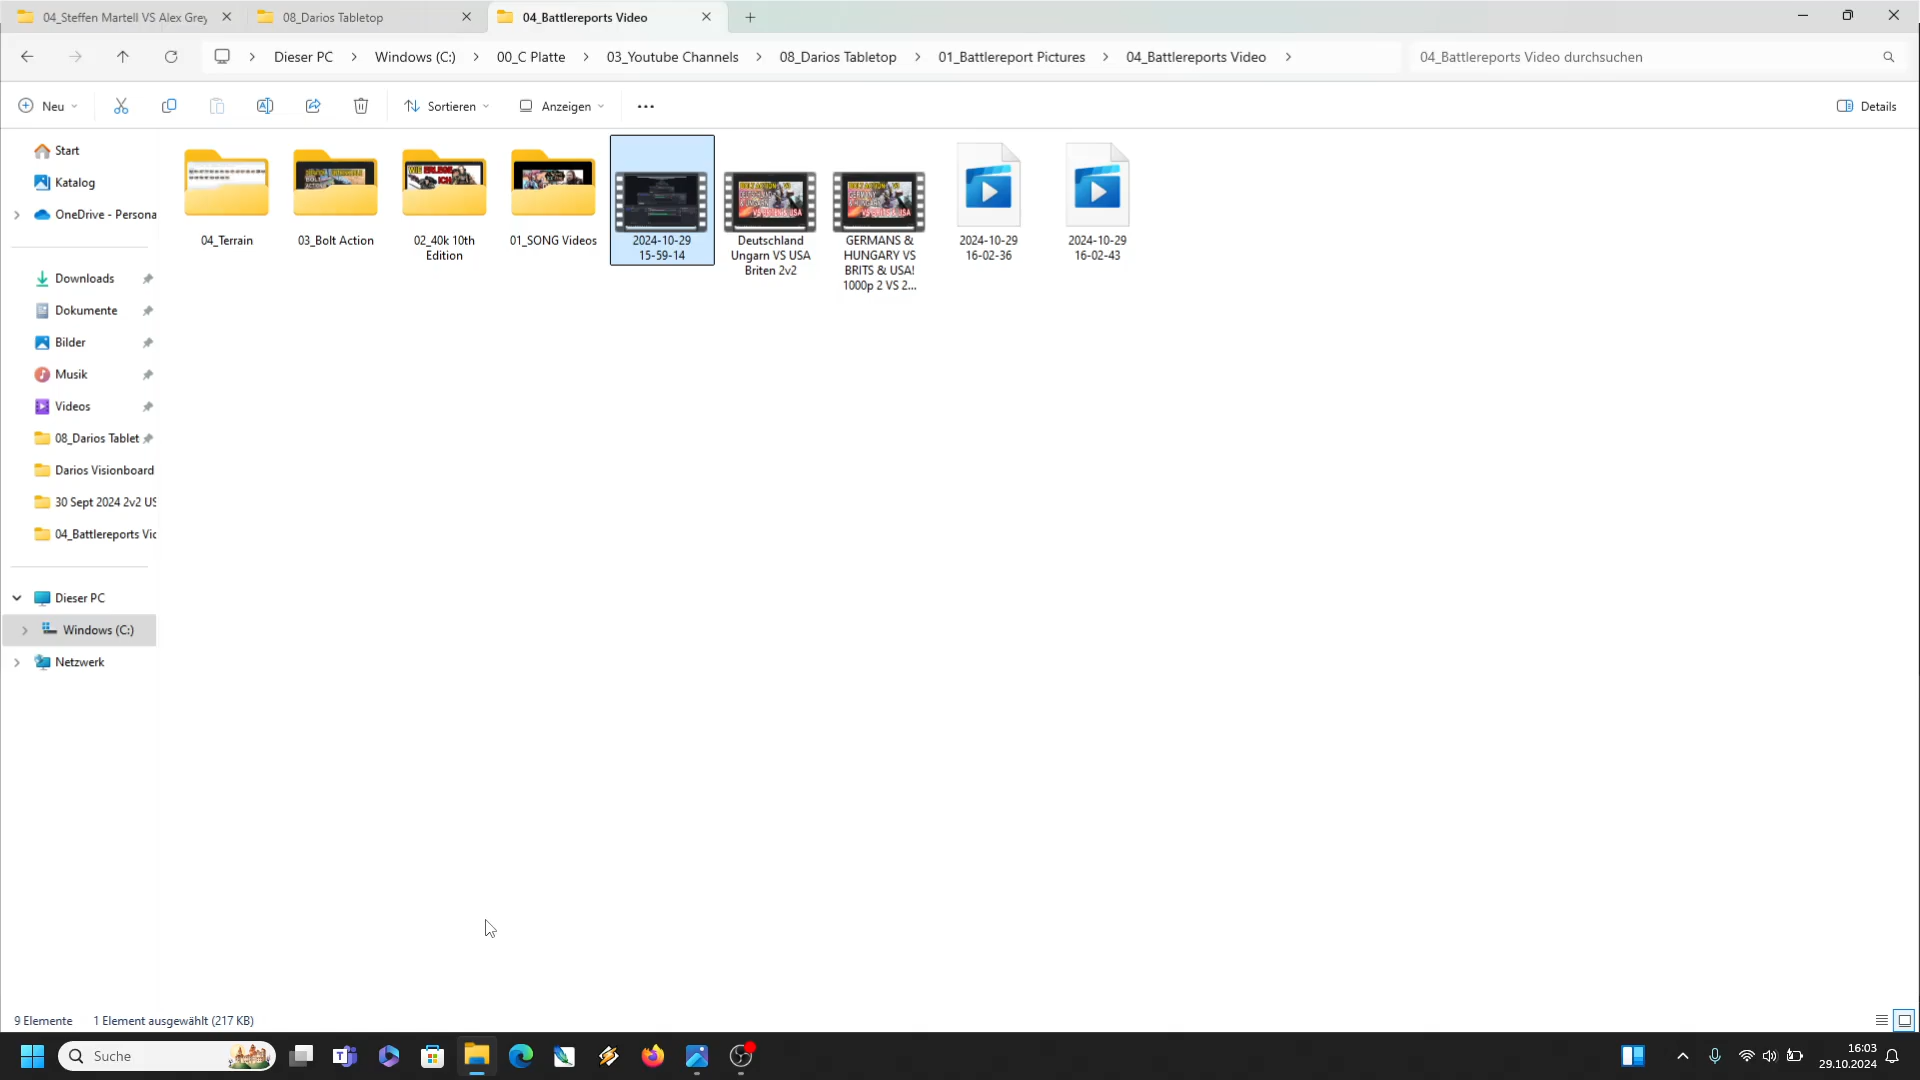 04_Steffen Martell VS Alex Grey
08_Darios Tabletop
04_Battlereports Video
Dieser PC
Windows (C:)
00_C Platte
03_Youtube Channels
08_Darios Tabletop
01_Battlereport Pictures
04_Battlereports Video
04_Battlereports Video durchsuchen
Neu
Sortieren
Anzeigen
Details
Start
Katalog
OneDrive - Persona
Downloads
Dokumente
Bilder
Musik
Videos
08_Darios Tablet
Darios Visionboard
30 Sept 2024 2v2 US
04_Battlereports Vic
Dieser PC
Windows (C:)
Netzwerk
04_Terrain
03_Bolt Action
02_40k 10th
Edition
01_SONG Videos
2024-10-29
15-59-14
Deutschland
Ungarn VS USA
Briten 2v2
GERMANS &
HUNGARY VS
BRITS & USA!
1000p 2 VS 2...
2024-10-29
16-02-36
2024-10-29
16-02-43
9 Elemente
1 Element ausgewählt (217 KB)
Suche
16:03
29.10.2024